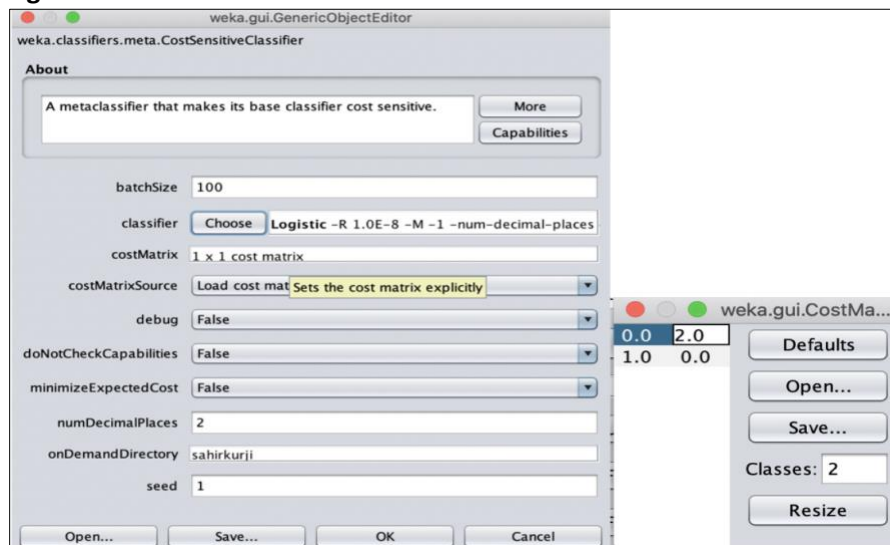 weka.gui.GenericObjectEditor
weka.classifiers.meta.CostSensitiveClassifier
About
A metaclassifier that makes its base classifier cost sensitive.
More
Capabilities
batchSize 100
classifier Choose Logistic -R 1.0E-8 -M -1 -num-decimal-places
costMatrix 1 x 1 cost matrix
costMatrixSource Load cost mat Sets the cost matrix explicitly
debug False
doNotCheckCapabilities False
minimizeExpectedCost False
numDecimalPlaces 2
onDemandDirectory sahirkurji
seed 1
Open... Save... OK Cancel
weka.gui.CostMa...
0.0 2.0
1.0 0.0
Defaults
Open...
Save...
Classes: 2
Resize